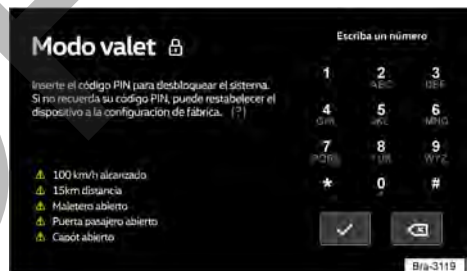 Modo valet
Inserte el código PIN para desbloquear el sistema.
Si no recuerda su código PIN, puede restabelecer el
dispositivo a la configuración de fábrica. (?)
100 km/h alcanzado
15km distancia
Maletero abierto
Puerta pasajero abierto
Capót abierto
Escriba un número
1 2 3
ABC DEF
4 5 6
GHI JKL MNO
7 8 9
PQRS TUV WXYZ
* 0 #
Bra-3119